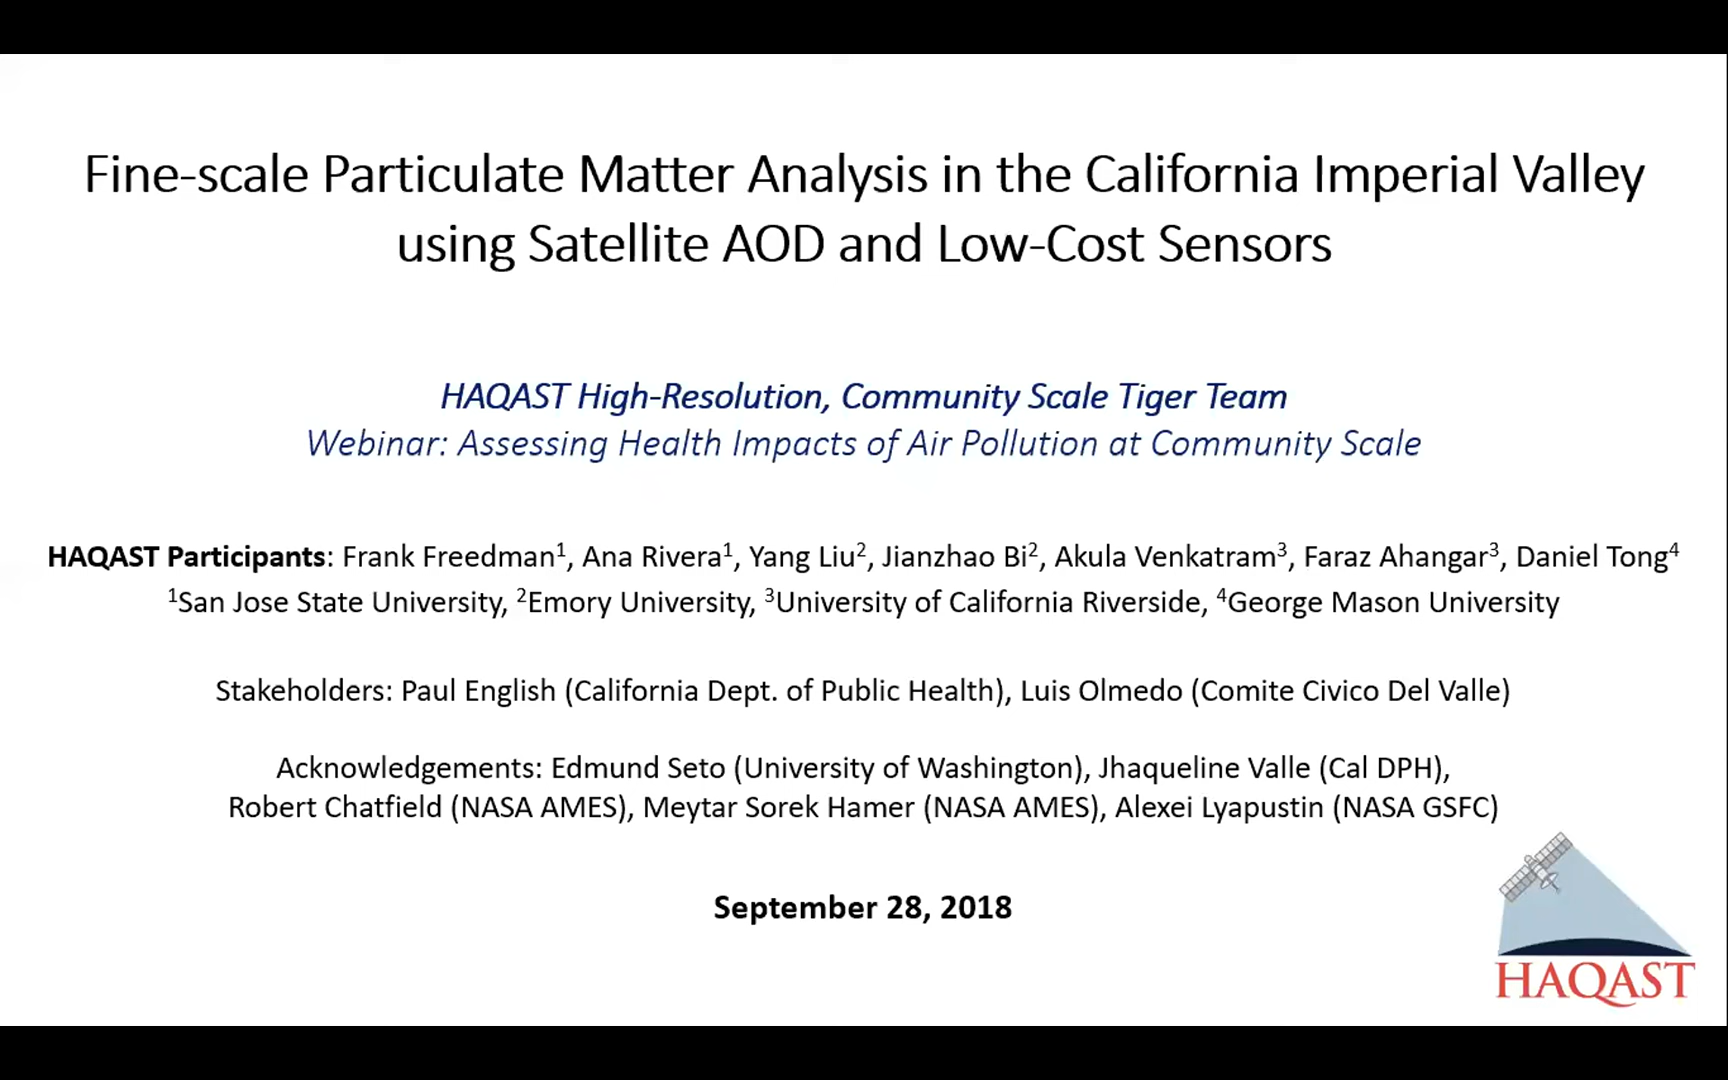 Fine-scale Particulate Matter Analysis in the California Imperial Valley
using Satellite AOD and Low-Cost Sensors
HAQAST High-Resolution, Community Scale Tiger Team
Webinar: Assessing Health Impacts of Air Pollution at Community Scale
HAQAST Participants: Frank Freedman¹, Ana Rivera¹, Yang Liu², Jianzhao Bi², Akula Venkatram³, Faraz Ahangar³, Daniel Tong⁴
¹San Jose State University, ²Emory University, ³University of California Riverside, ⁴George Mason University
Stakeholders: Paul English (California Dept. of Public Health), Luis Olmedo (Comite Civico Del Valle)
Acknowledgements: Edmund Seto (University of Washington), Jhaqueline Valle (Cal DPH),
Robert Chatfield (NASA AMES), Meytar Sorek Hamer (NASA AMES), Alexei Lyapustin (NASA GSFC)
September 28, 2018
HAQAST